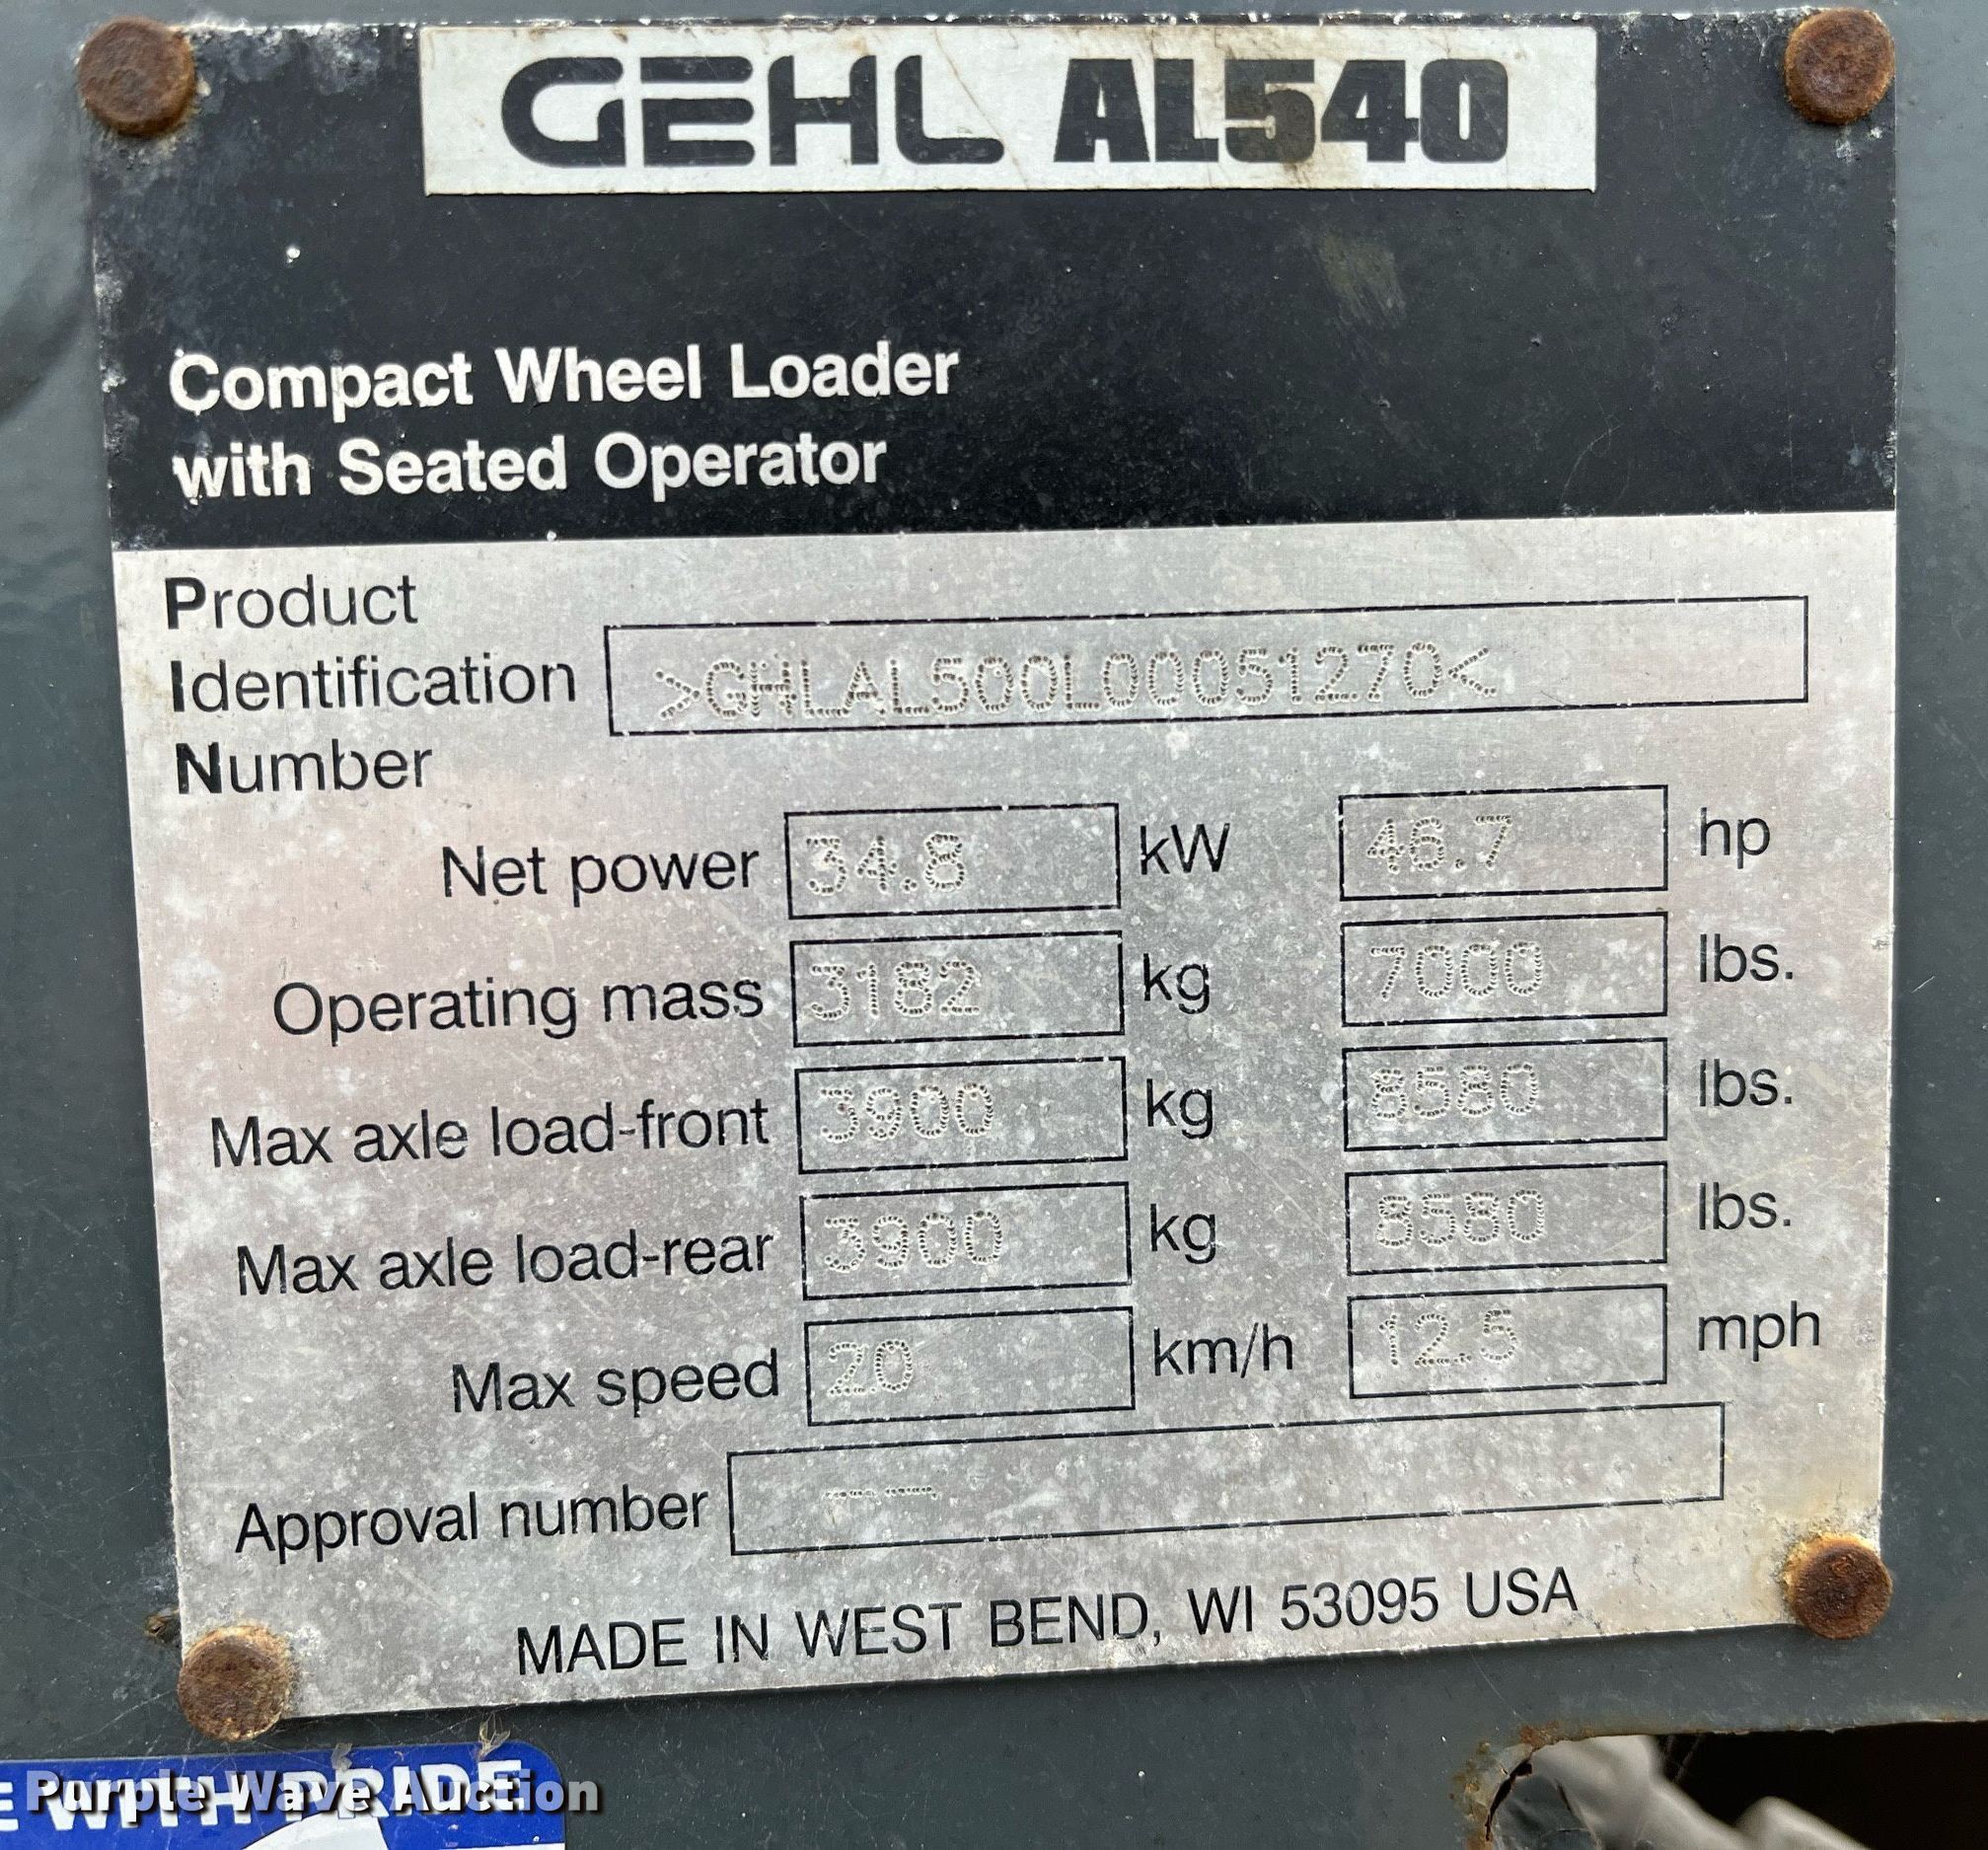 GEHL AL540
Compact Wheel Loader
with Seated Operator
Product
Identification >GHLAL500L00051270<
Number
Net power 34.8 kW 46.7 hp
Operating mass 3182 kg 7000 lbs.
Max axle load-front 3900 kg 8580 lbs.
Max axle load-rear 3900 kg 8580 lbs.
Max speed 20 km/h 12.5 mph
Approval number --
MADE IN WEST BEND, WI 53095 USA
E WITH PRIDE
Purple Wave Auction